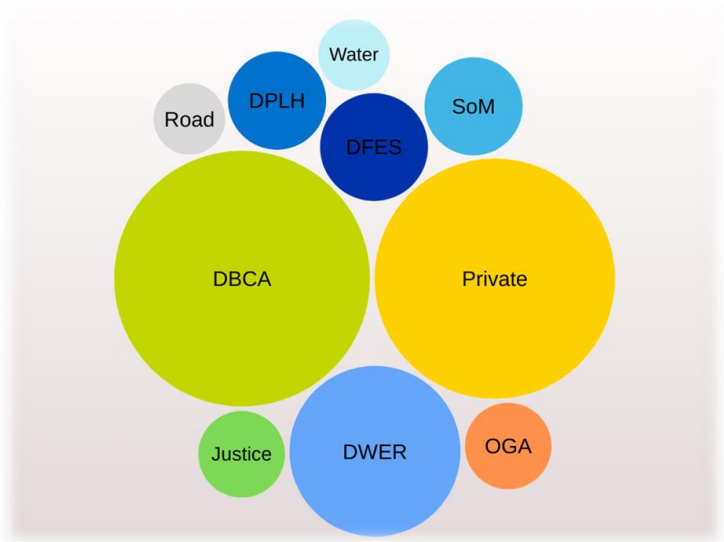 Water
DPLH
SoM
Road
DFES
DBCA
Private
DWER
OGA
Justice